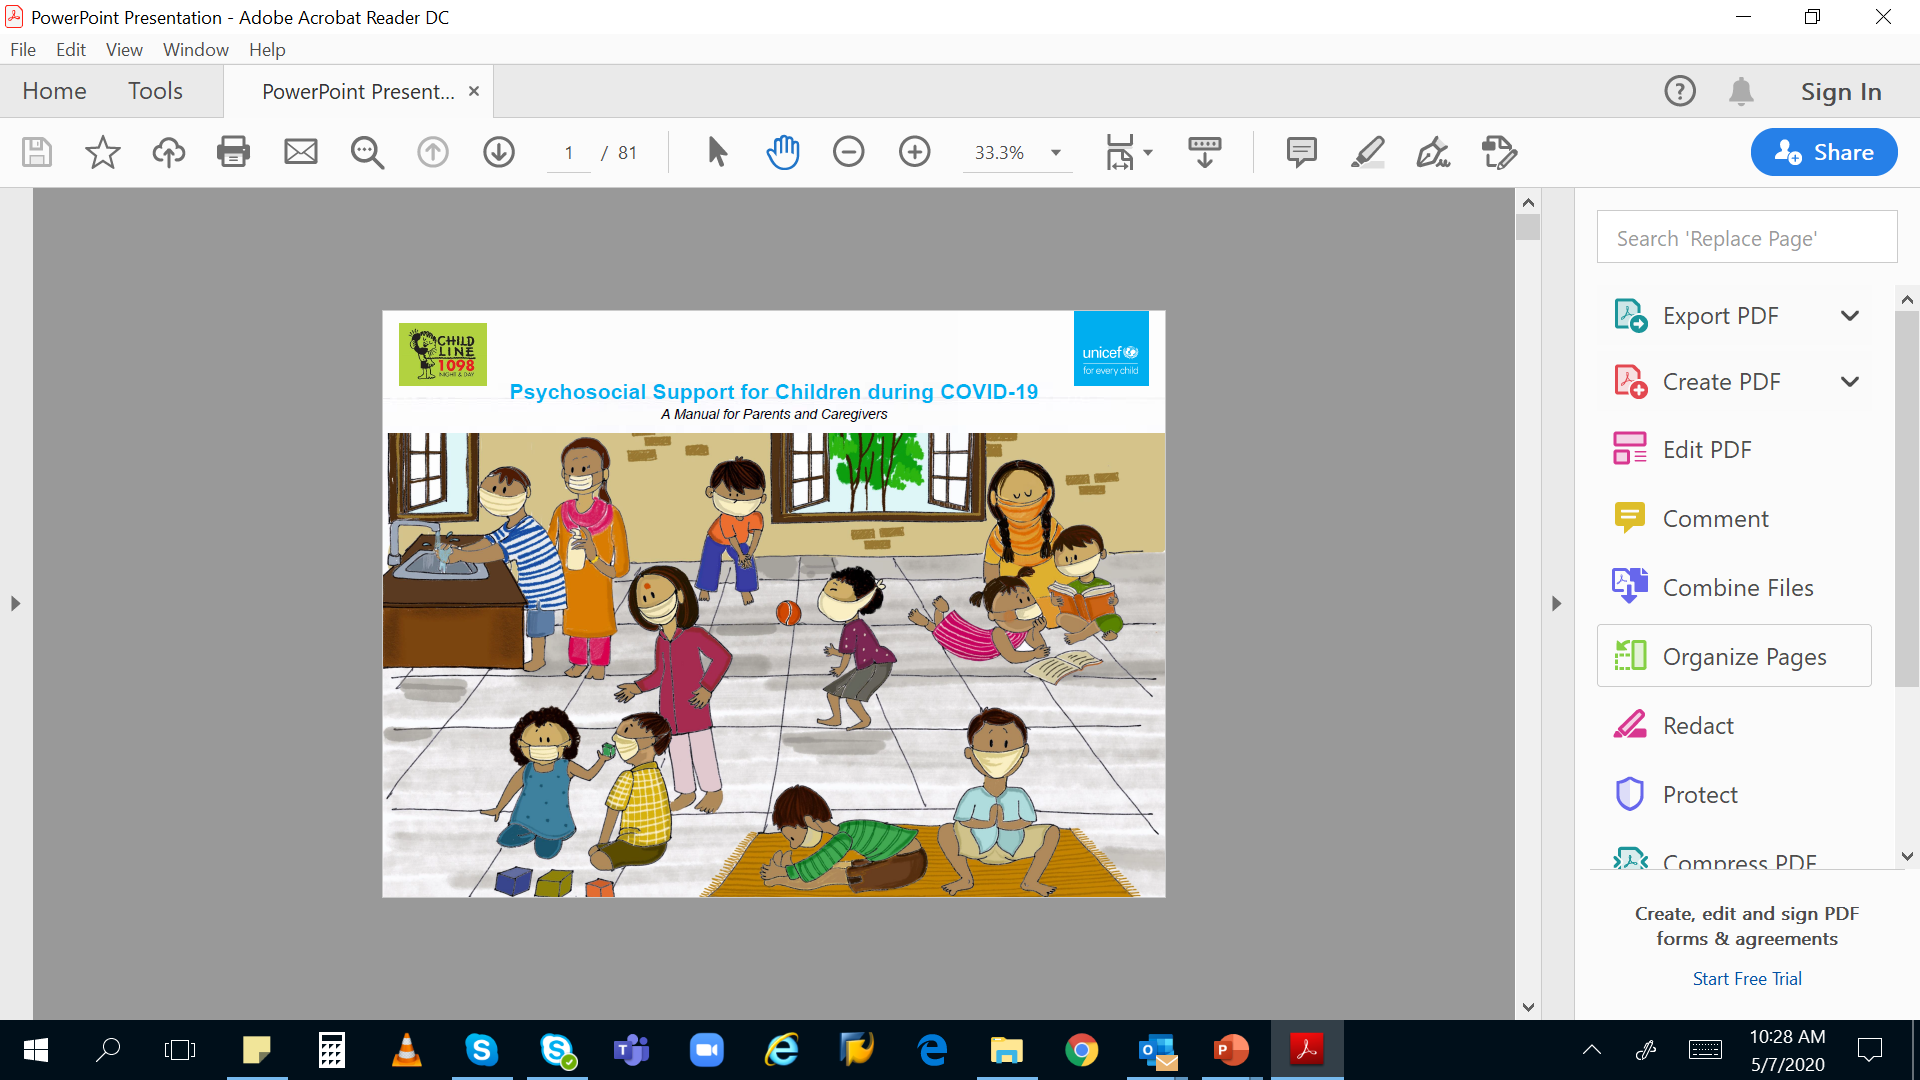 PowerPoint Presentation - Adobe Acrobat Reader DC
File Edit View Window Help
Home Tools PowerPoint Present... × Sign In
1 / 81 33.3% Share
Search 'Replace Page'
CHILD
LINE
1098
NIGHT & DAY
unicef
for every child
Psychosocial Support for Children during COVID-19
A Manual for Parents and Caregivers
Export PDF
Create PDF
Edit PDF
Comment
Combine Files
Organize Pages
Redact
Protect
Compress PDF
Create, edit and sign PDF
forms & agreements
Start Free Trial
10:28 AM
5/7/2020